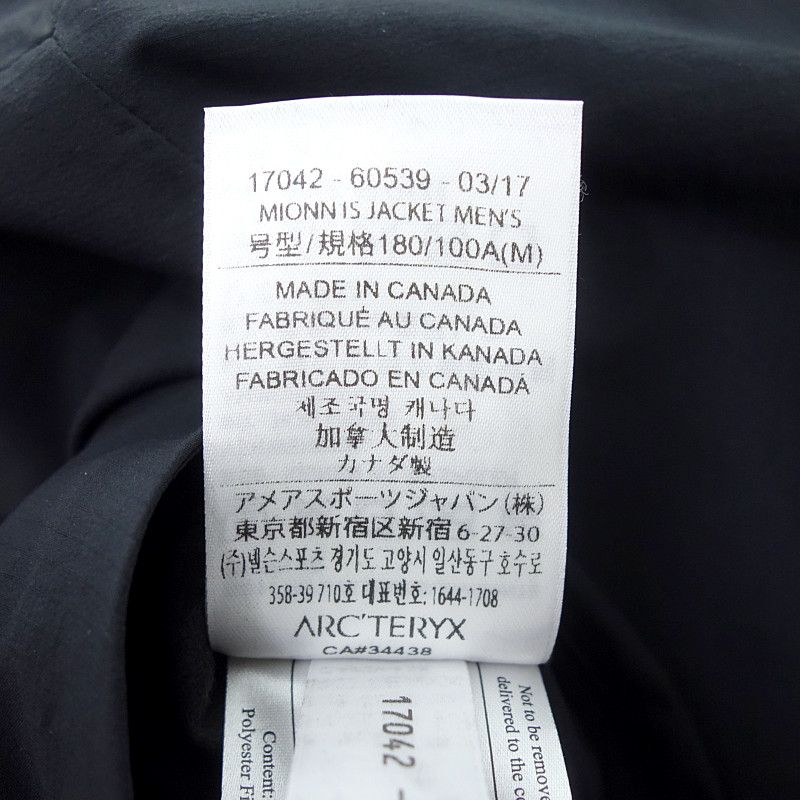 17042 - 60539 - 03/17
MIONN IS JACKET MEN'S
号型/規格180/100A(M)
MADE IN CANADA
FABRIQUÉ AU CANADA
HERGESTELLT IN KANADA
FABRICADO EN CANADÁ
세조국명 캐나다
加拿大制造
カナダ製
アメアスポーツジャパン(株)
東京都新宿区新宿6-27-30
(주)넬슨스포츠 경기도 고양시 일산동구 호수로
358-39 710호 대표번호: 1644-1708
ARC'TERYX
CA#34438
Content:
Polyester Fi
17042 -
Not to be remove
delivered to the co